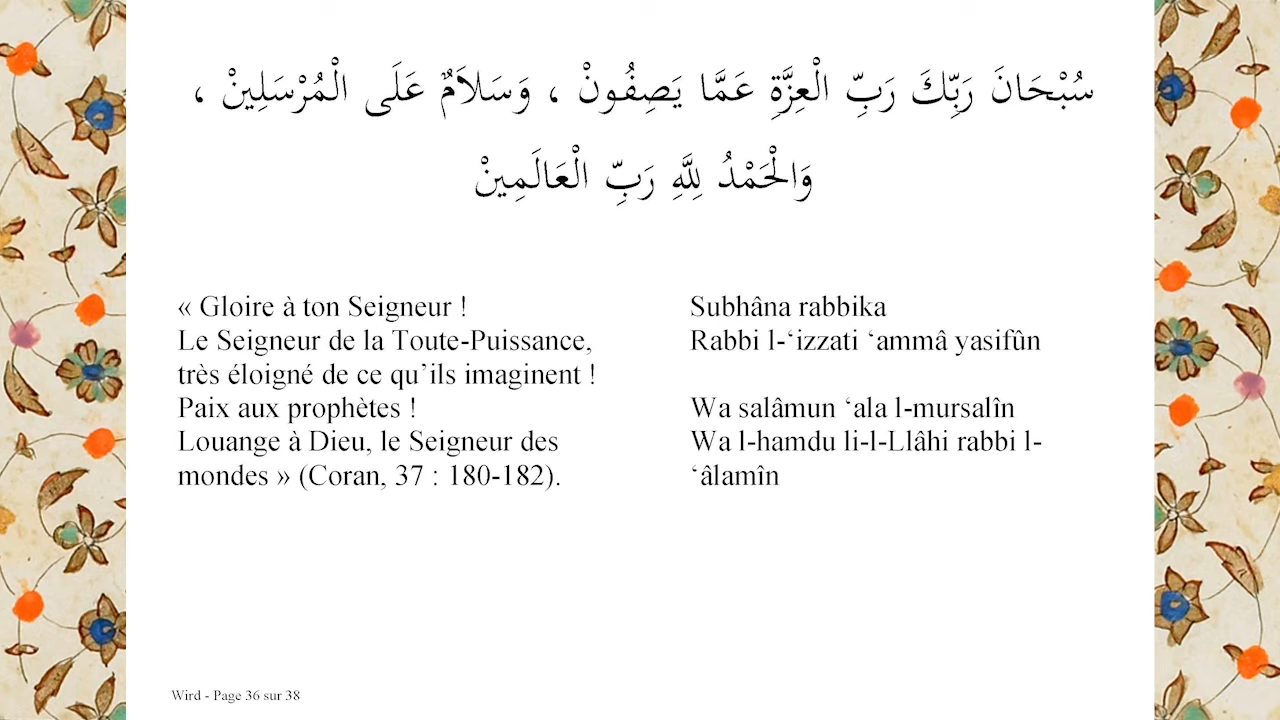 سُبْحَانَ رَبِّكَ رَبِّ الْعِزَّةِ عَمَّا يَصِفُونْ ، وَسَلاَمٌ عَلَى الْمُرْسَلِينْ ،
وَالْحَمْدُ لِلَّهِ رَبِّ الْعَالَمِينْ
« Gloire à ton Seigneur !
Le Seigneur de la Toute-Puissance,
très éloigné de ce qu’ils imaginent !
Paix aux prophètes !
Louange à Dieu, le Seigneur des
mondes » (Coran, 37 : 180-182).
Subhâna rabbika
Rabbi l-‘izzati ‘ammâ yasifûn
Wa salâmun ‘ala l-mursalîn
Wa l-hamdu li-l-Llâhi rabbi l-
‘âlamîn
Wird - Page 36 sur 38